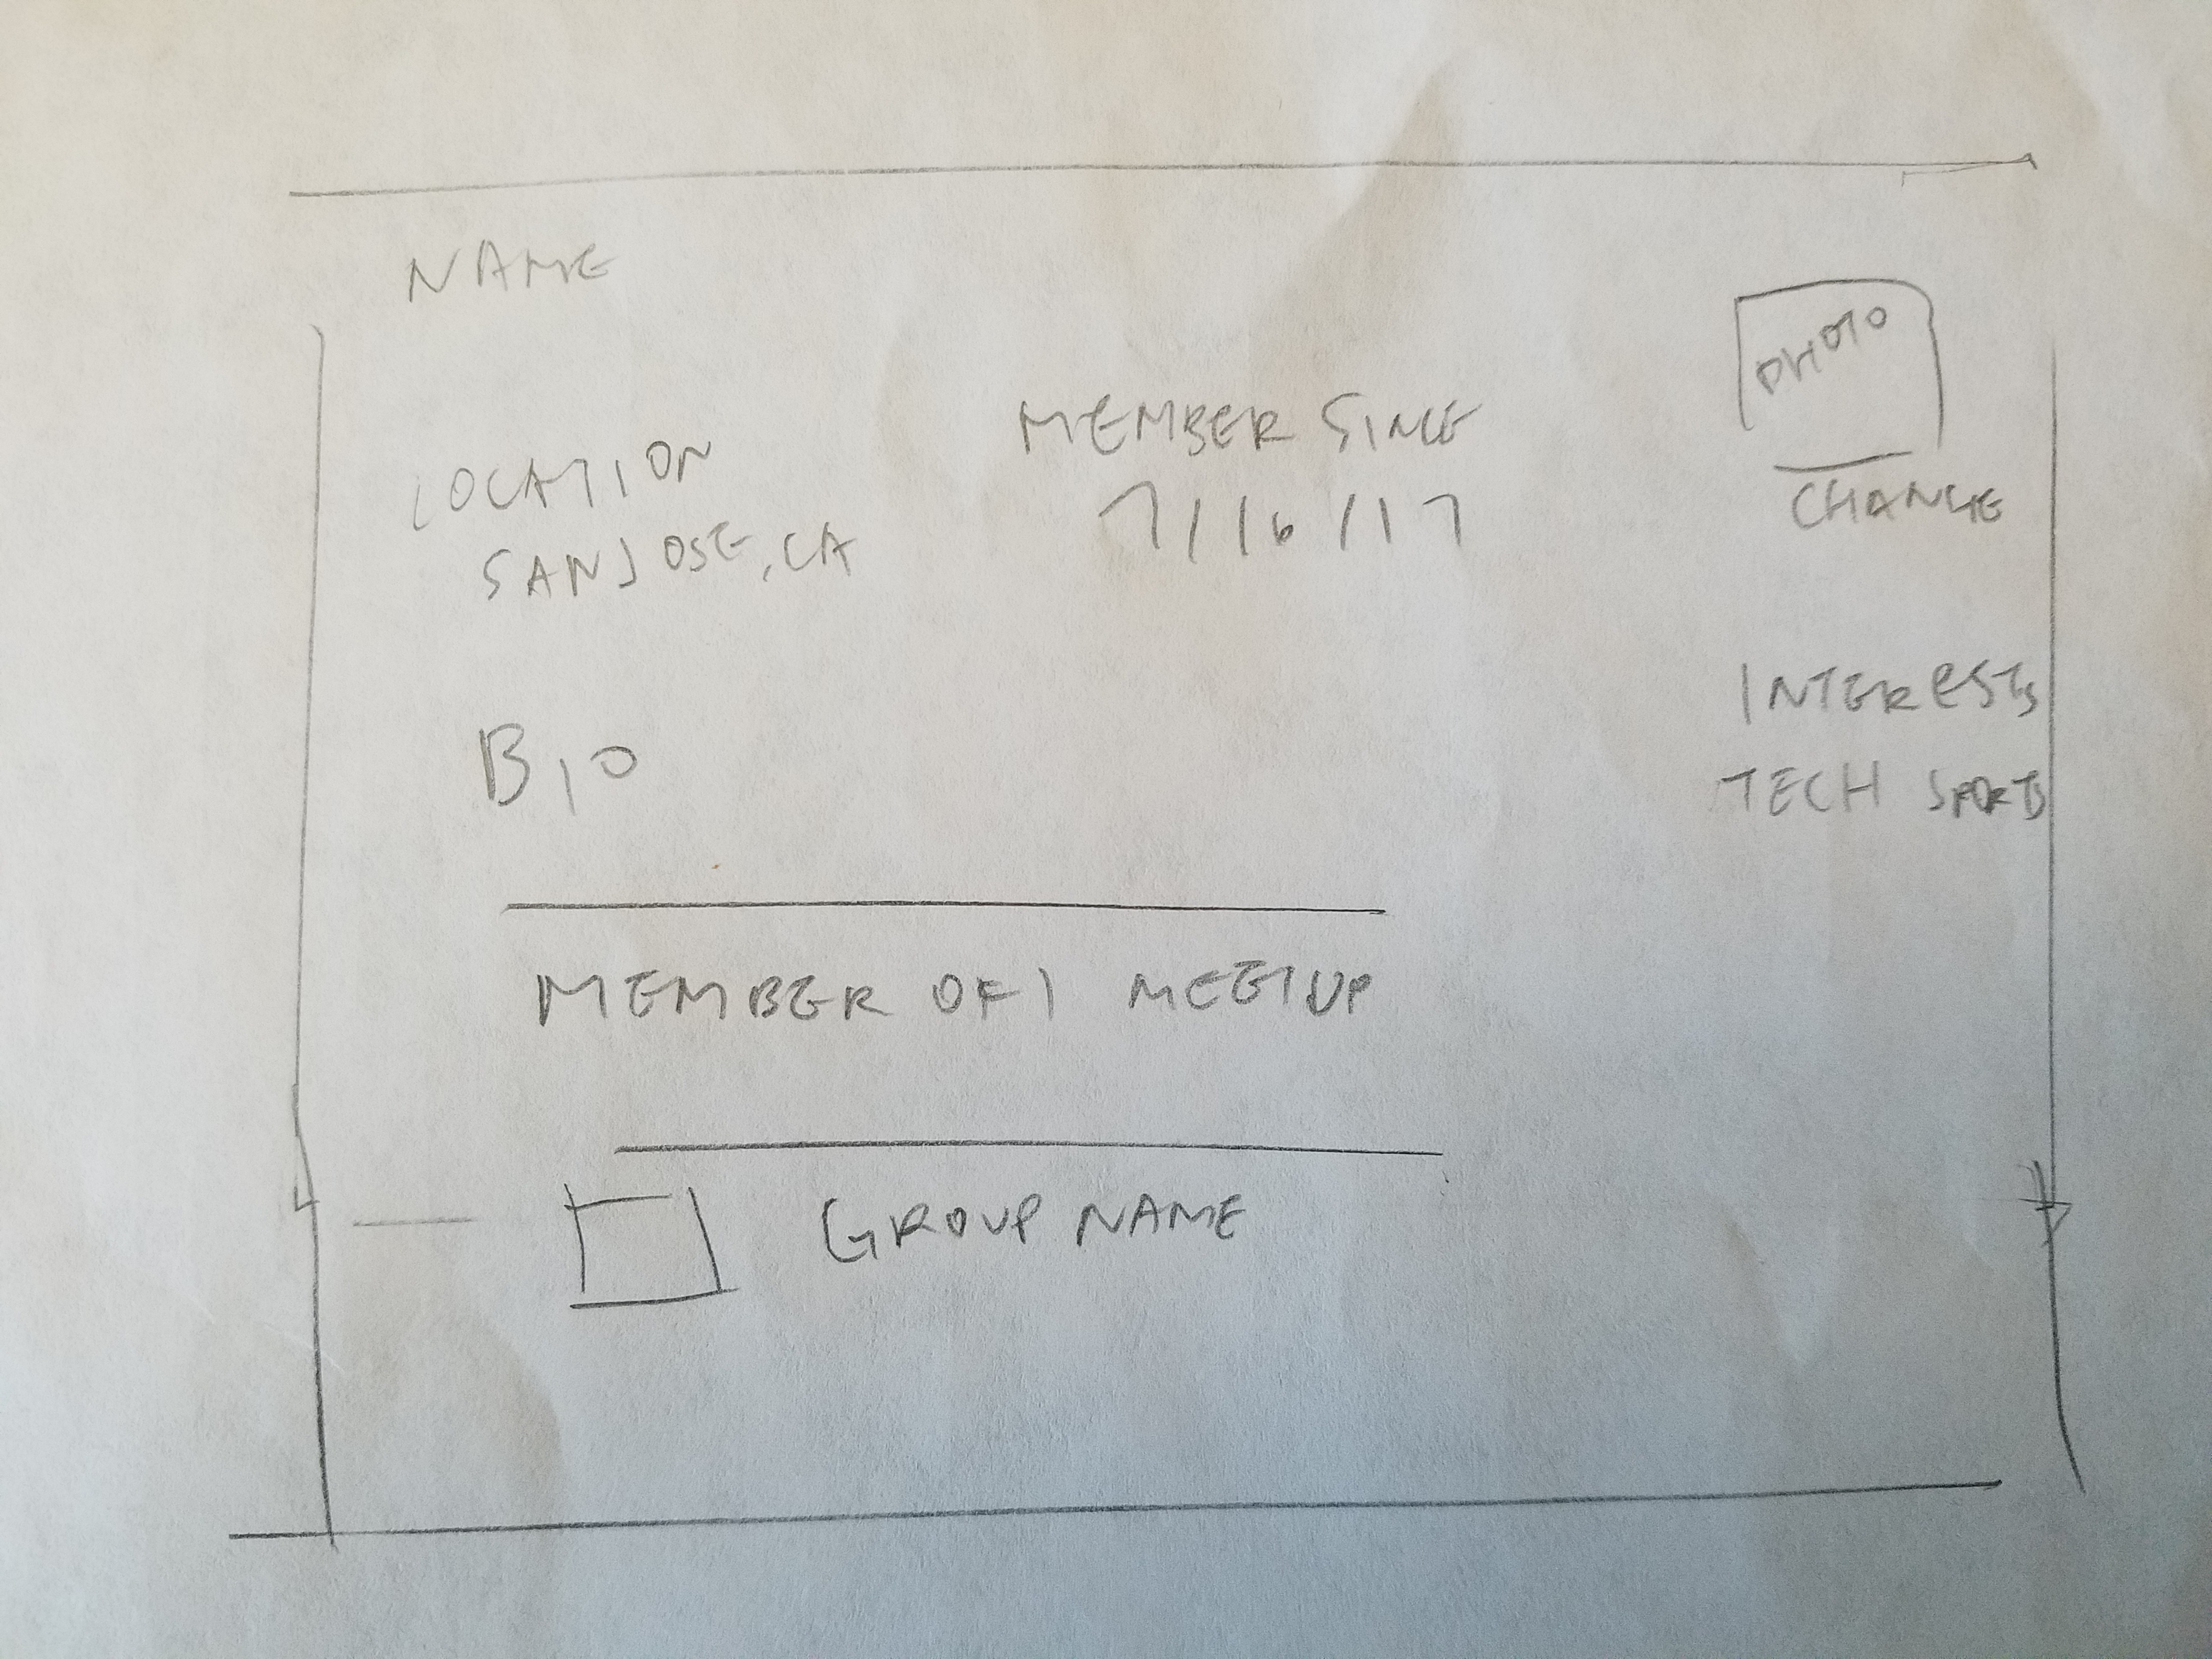 NAME
PHOTO
CHANGE
LOCATION
SAN JOSE, CA
MEMBER SINCE
7/16/17
INTERESTS
TECH SPORTS
BIO
MEMBER OF 1 MEETUP
GROUP NAME